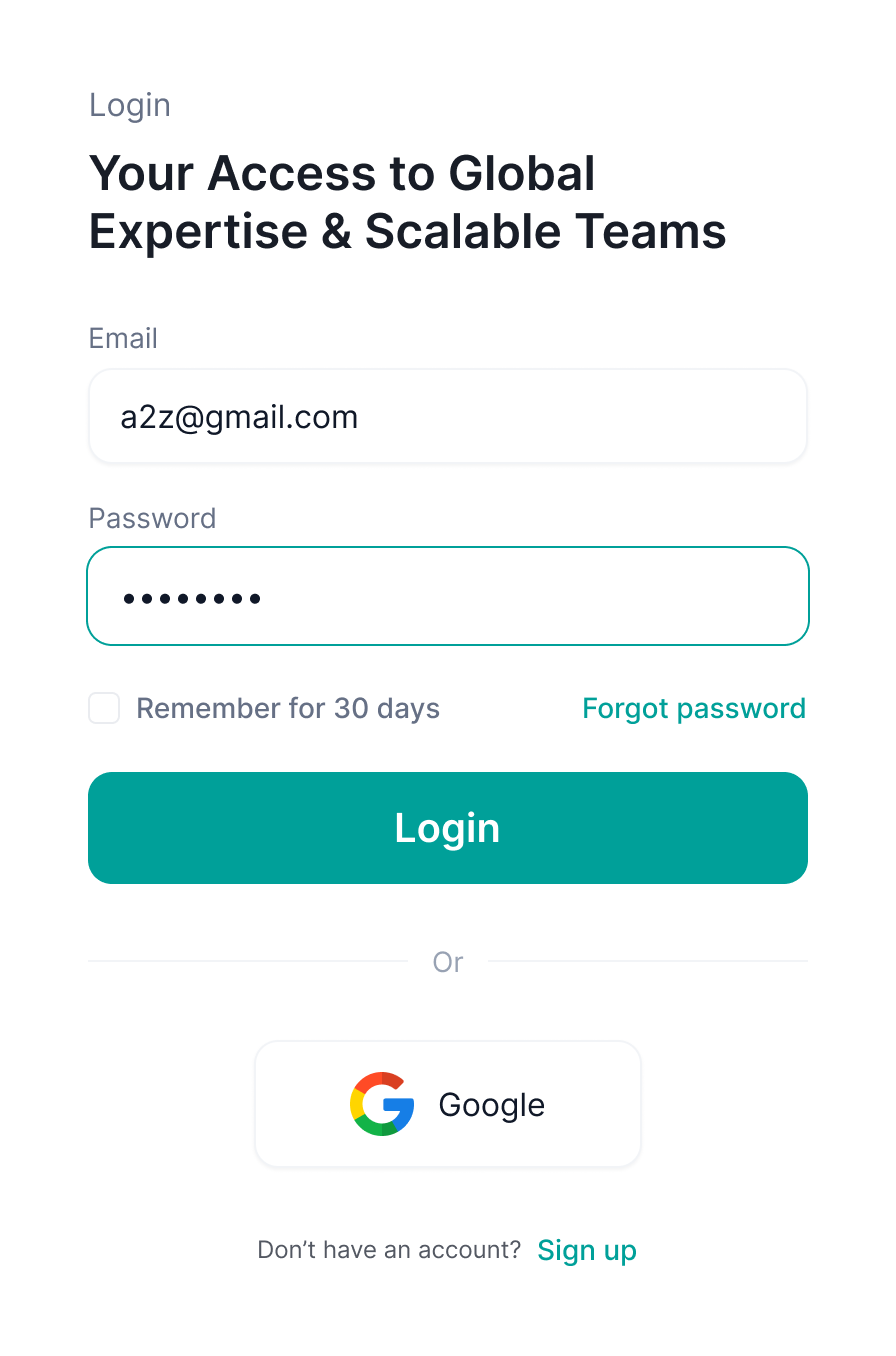 Login
Your Access to Global
Expertise & Scalable Teams
Email
a2z@gmail.com
Password
••••••••
Remember for 30 days Forgot password
Login
Or
Google
Don’t have an account? Sign up